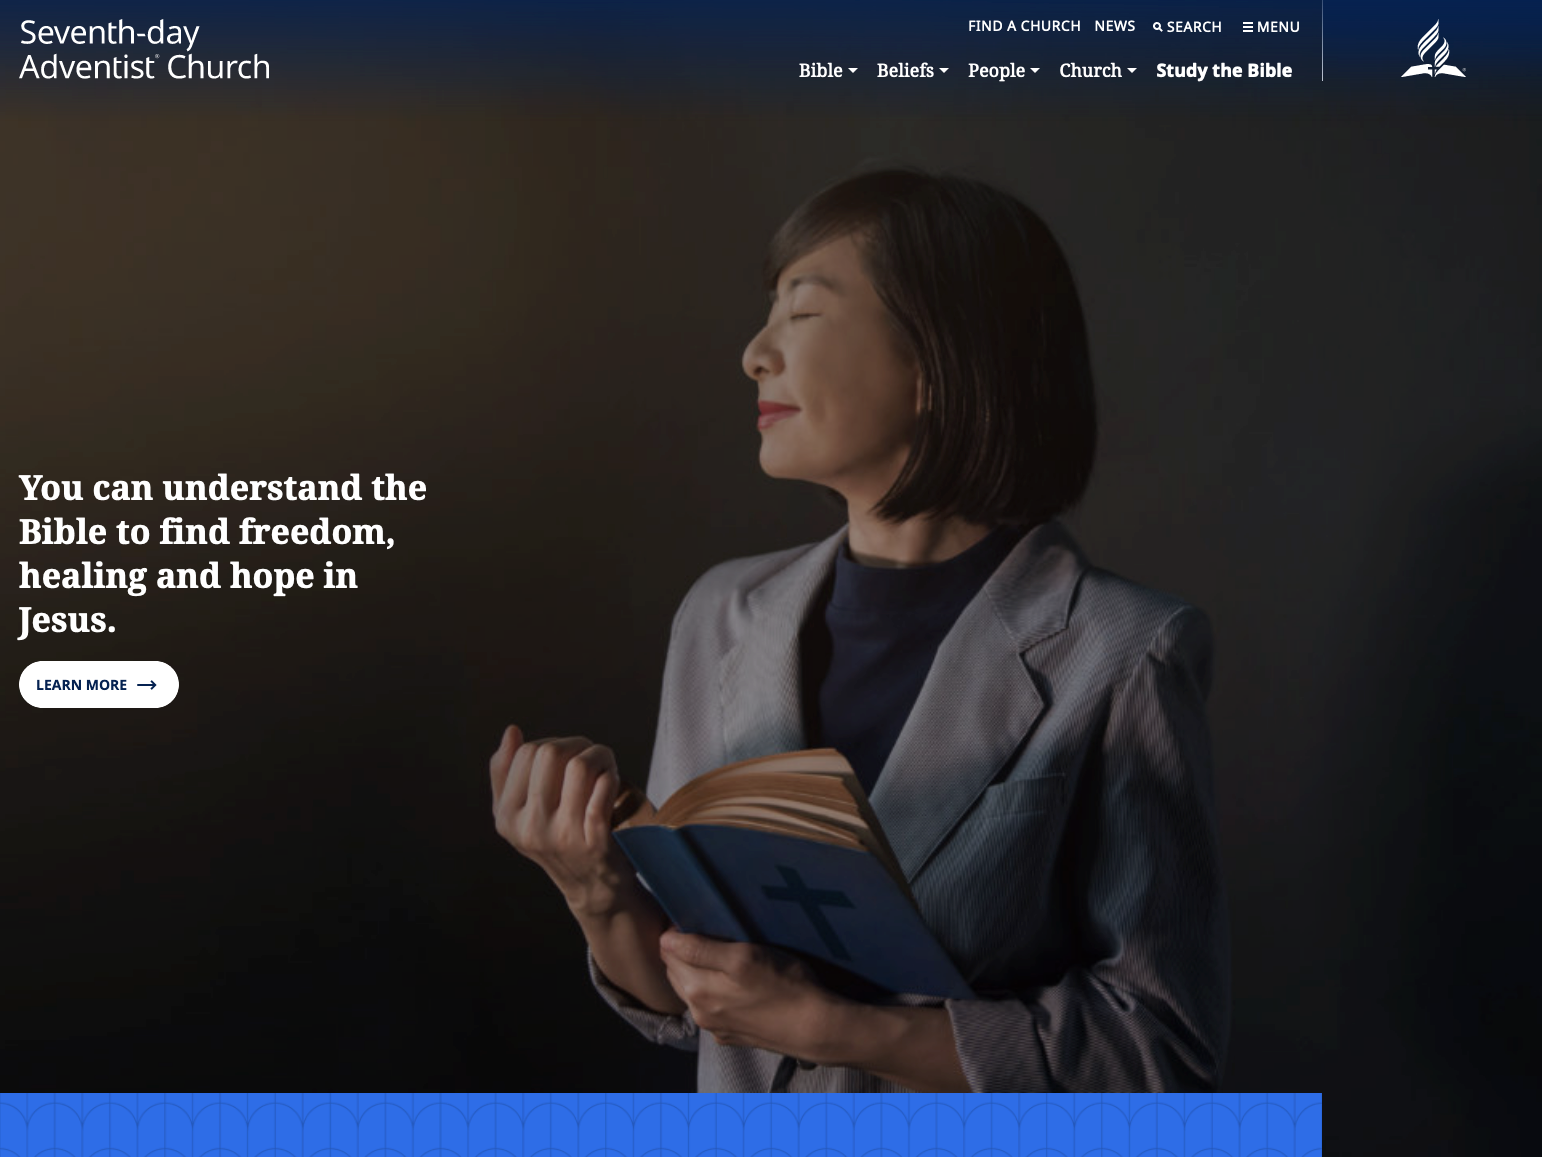 Seventh-day
Adventist® Church
FIND A CHURCH NEWS SEARCH MENU
Bible Beliefs People Church Study the Bible
You can understand the
Bible to find freedom,
healing and hope in
Jesus.
LEARN MORE